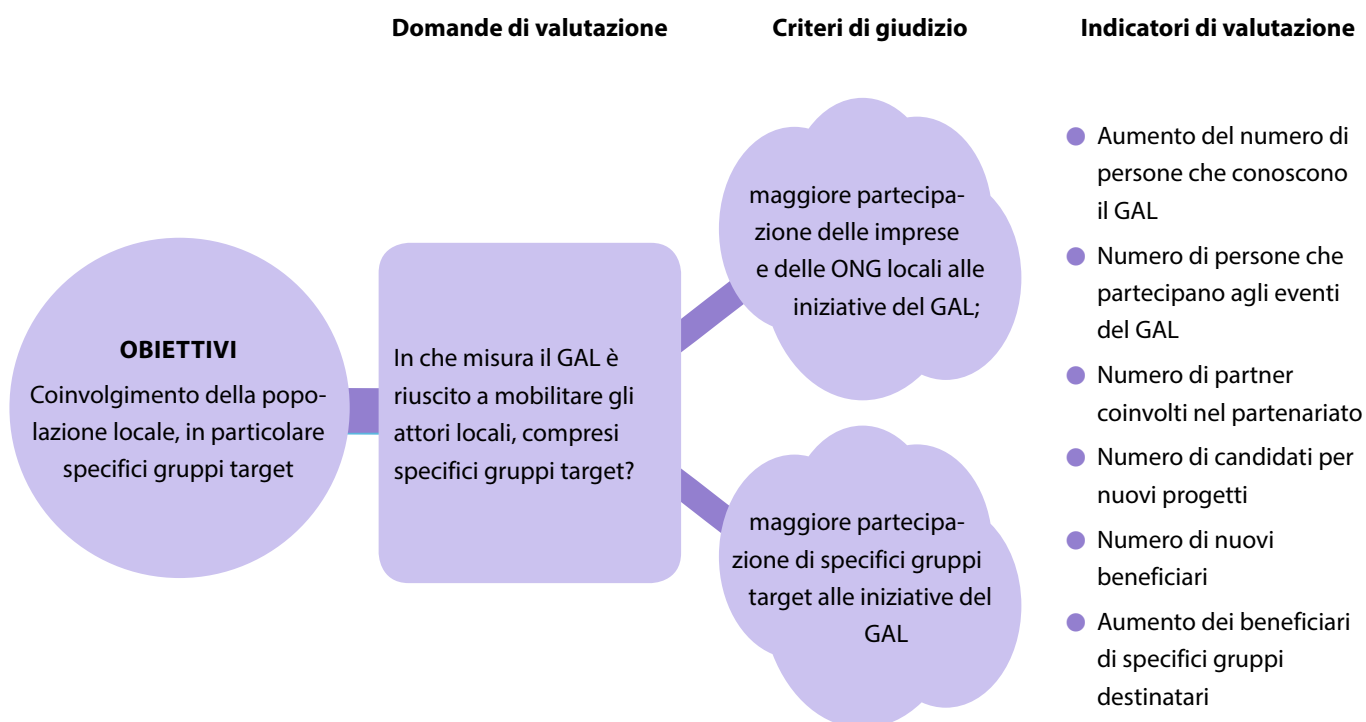 Domande di valutazione
Criteri di giudizio
Indicatori di valutazione
OBIETTIVI
Coinvolgimento della popo-
lazione locale, in particolare
specifici gruppi target
In che misura il GAL è
riuscito a mobilitare gli
attori locali, compresi
specifici gruppi target?
maggiore partecipa-
zione delle imprese
e delle ONG locali alle
iniziative del GAL;
maggiore partecipa-
zione di specifici gruppi
target alle iniziative del
GAL
Aumento del numero di
persone che conoscono
il GAL
Numero di persone che
partecipano agli eventi
del GAL
Numero di partner
coinvolti nel partenariato
Numero di candidati per
nuovi progetti
Numero di nuovi
beneficiari
Aumento dei beneficiari
di specifici gruppi
destinatari